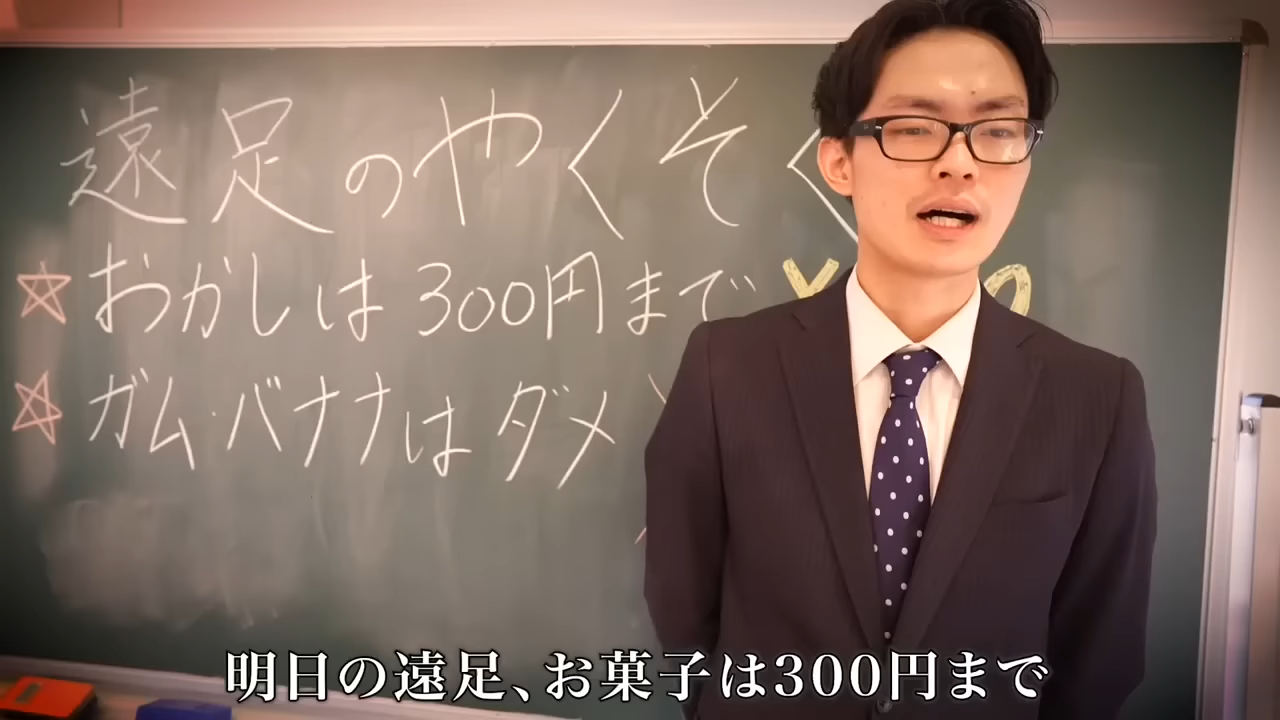 遠足のやくそく
☆おかしは300円まで
☆ガム・バナナはダメ
明日の遠足、お菓子は300円まで